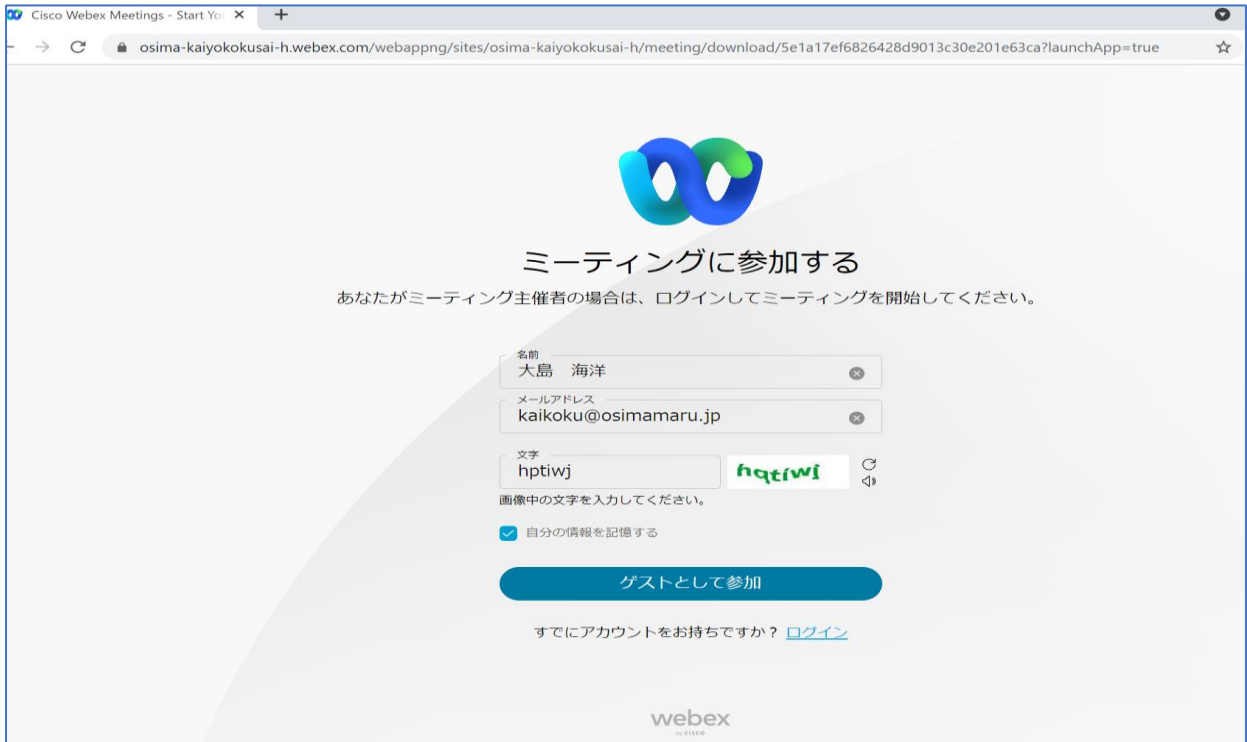 Cisco Webex Meetings - Start Yo
osima-kaiyokokusai-h.webex.com/webappng/sites/osima-kaiyokokusai-h/meeting/download/5e1a17ef6826428d9013c30e201e63ca?launchApp=true
ミーティングに参加する
あなたがミーティング主催者の場合は、ログインしてミーティングを開始してください。
名前
大島　海洋
メールアドレス
kaikoku@osimamaru.jp
文字
hptiwj
hqtiwj
画像中の文字を入力してください。
自分の情報を記憶する
ゲストとして参加
すでにアカウントをお持ちですか？ ログイン
webex
by CISCO